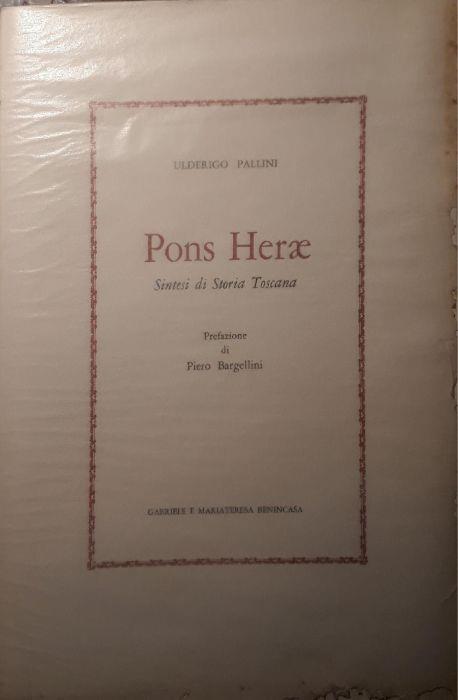 ULDERIGO PALLINI
Pons Heræ
Sintesi di Storia Toscana
Prefazione
di
Piero Bargellini
GABRIELE E MARIATERESA BENINCASA